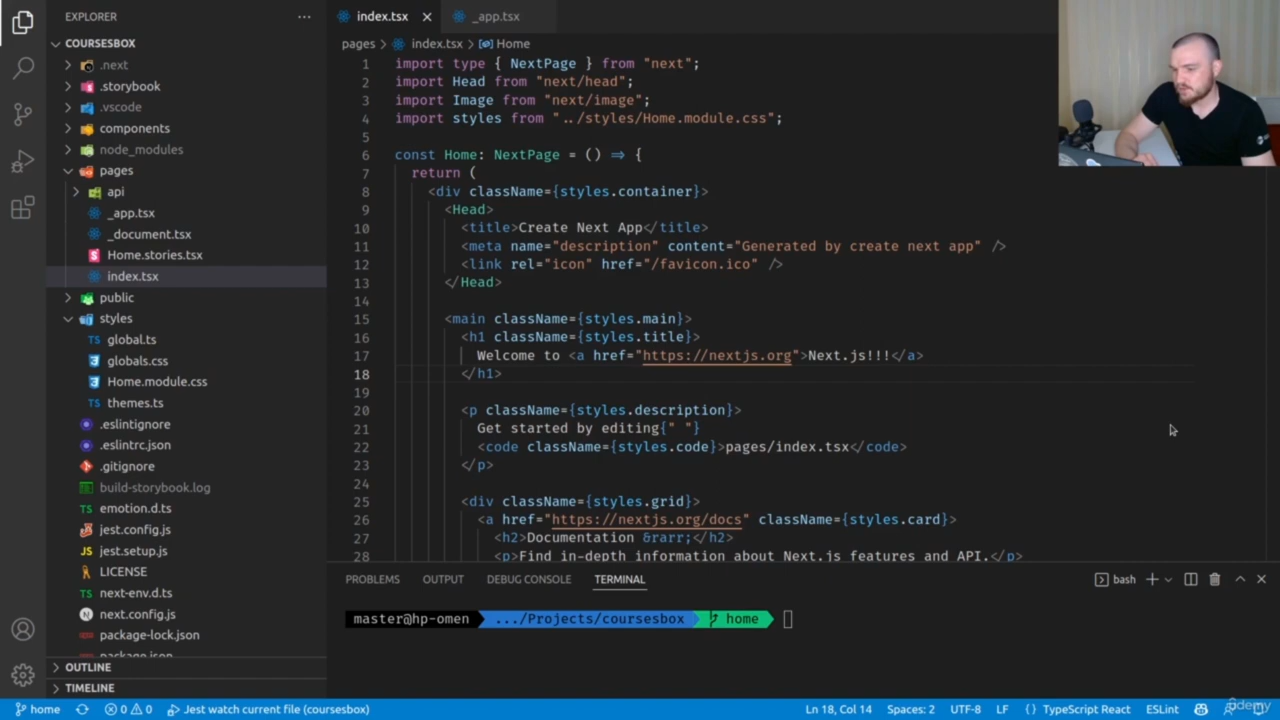 EXPLORER
COURSESBOX
.next
.storybook
.vscode
components
node_modules
pages
api
_app.tsx
_document.tsx
Home.stories.tsx
index.tsx
public
styles
global.ts
globals.css
Home.module.css
themes.ts
.eslintignore
.eslintrc.json
.gitignore
build-storybook.log
emotion.d.ts
jest.config.js
jest.setup.js
LICENSE
next-env.d.ts
next.config.js
package-lock.json
package.json
OUTLINE
TIMELINE
index.tsx
_app.tsx
pages > index.tsx > Home
1 import type { NextPage } from "next";
2 import Head from "next/head";
3 import Image from "next/image";
4 import styles from "../styles/Home.module.css";
5
6 const Home: NextPage = () => {
7 return (
8 <div className={styles.container}>
9 <Head>
10 <title>Create Next App</title>
11 <meta name="description" content="Generated by create next app" />
12 <link rel="icon" href="/favicon.ico" />
13 </Head>
14
15 <main className={styles.main}>
16 <h1 className={styles.title}>
17 Welcome to <a href="https://nextjs.org">Next.js!!!</a>
18 </h1>
19
20 <p className={styles.description}>
21 Get started by editing{" "}
22 <code className={styles.code}>pages/index.tsx</code>
23 </p>
24
25 <div className={styles.grid}>
26 <a href="https://nextjs.org/docs" className={styles.card}>
27 <h2>Documentation &rarr;</h2>
28 <p>Find in-depth information about Next.js features and API.</p>
PROBLEMS OUTPUT DEBUG CONSOLE TERMINAL
bash
master@hp-omen .../Projects/coursesbox home
home 0 0 Jest watch current file (coursesbox)
Ln 18, Col 14 Spaces: 2 UTF-8 LF { } TypeScript React ESLint
udemy